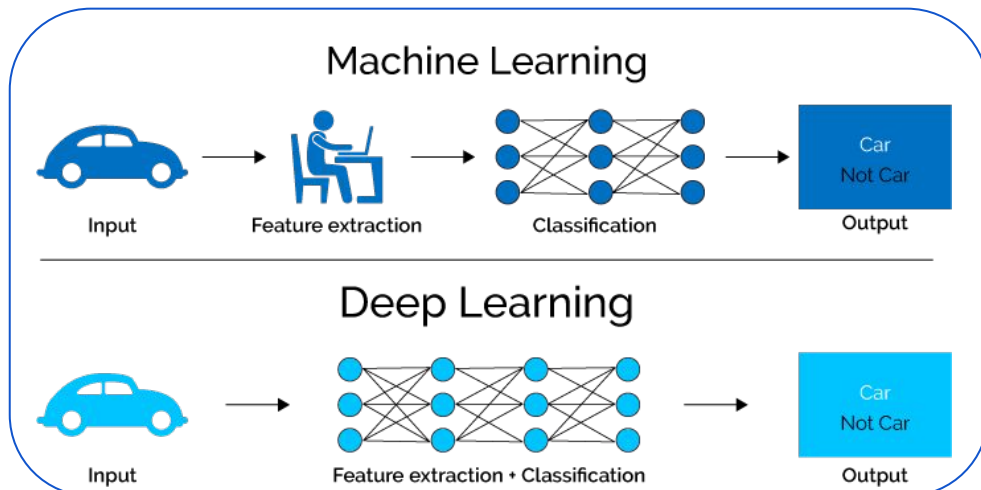 Machine Learning
Input
Feature extraction
Classification
Car
Not Car
Output
Deep Learning
Input
Feature extraction + Classification
Car
Not Car
Output